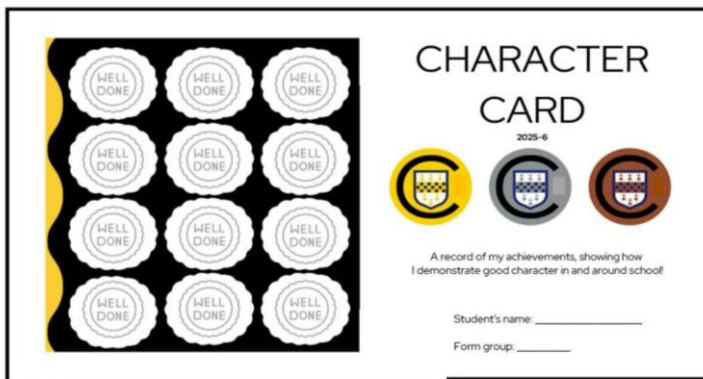 WELL
DONE
WELL
DONE
WELL
DONE
WELL
DONE
WELL
DONE
WELL
DONE
WELL
DONE
WELL
DONE
WELL
DONE
WELL
DONE
WELL
DONE
WELL
DONE
CHARACTER
CARD
2025-6
A record of my achievements, showing how
I demonstrate good character in and around school!
Student's name: ____________________
Form group: __________